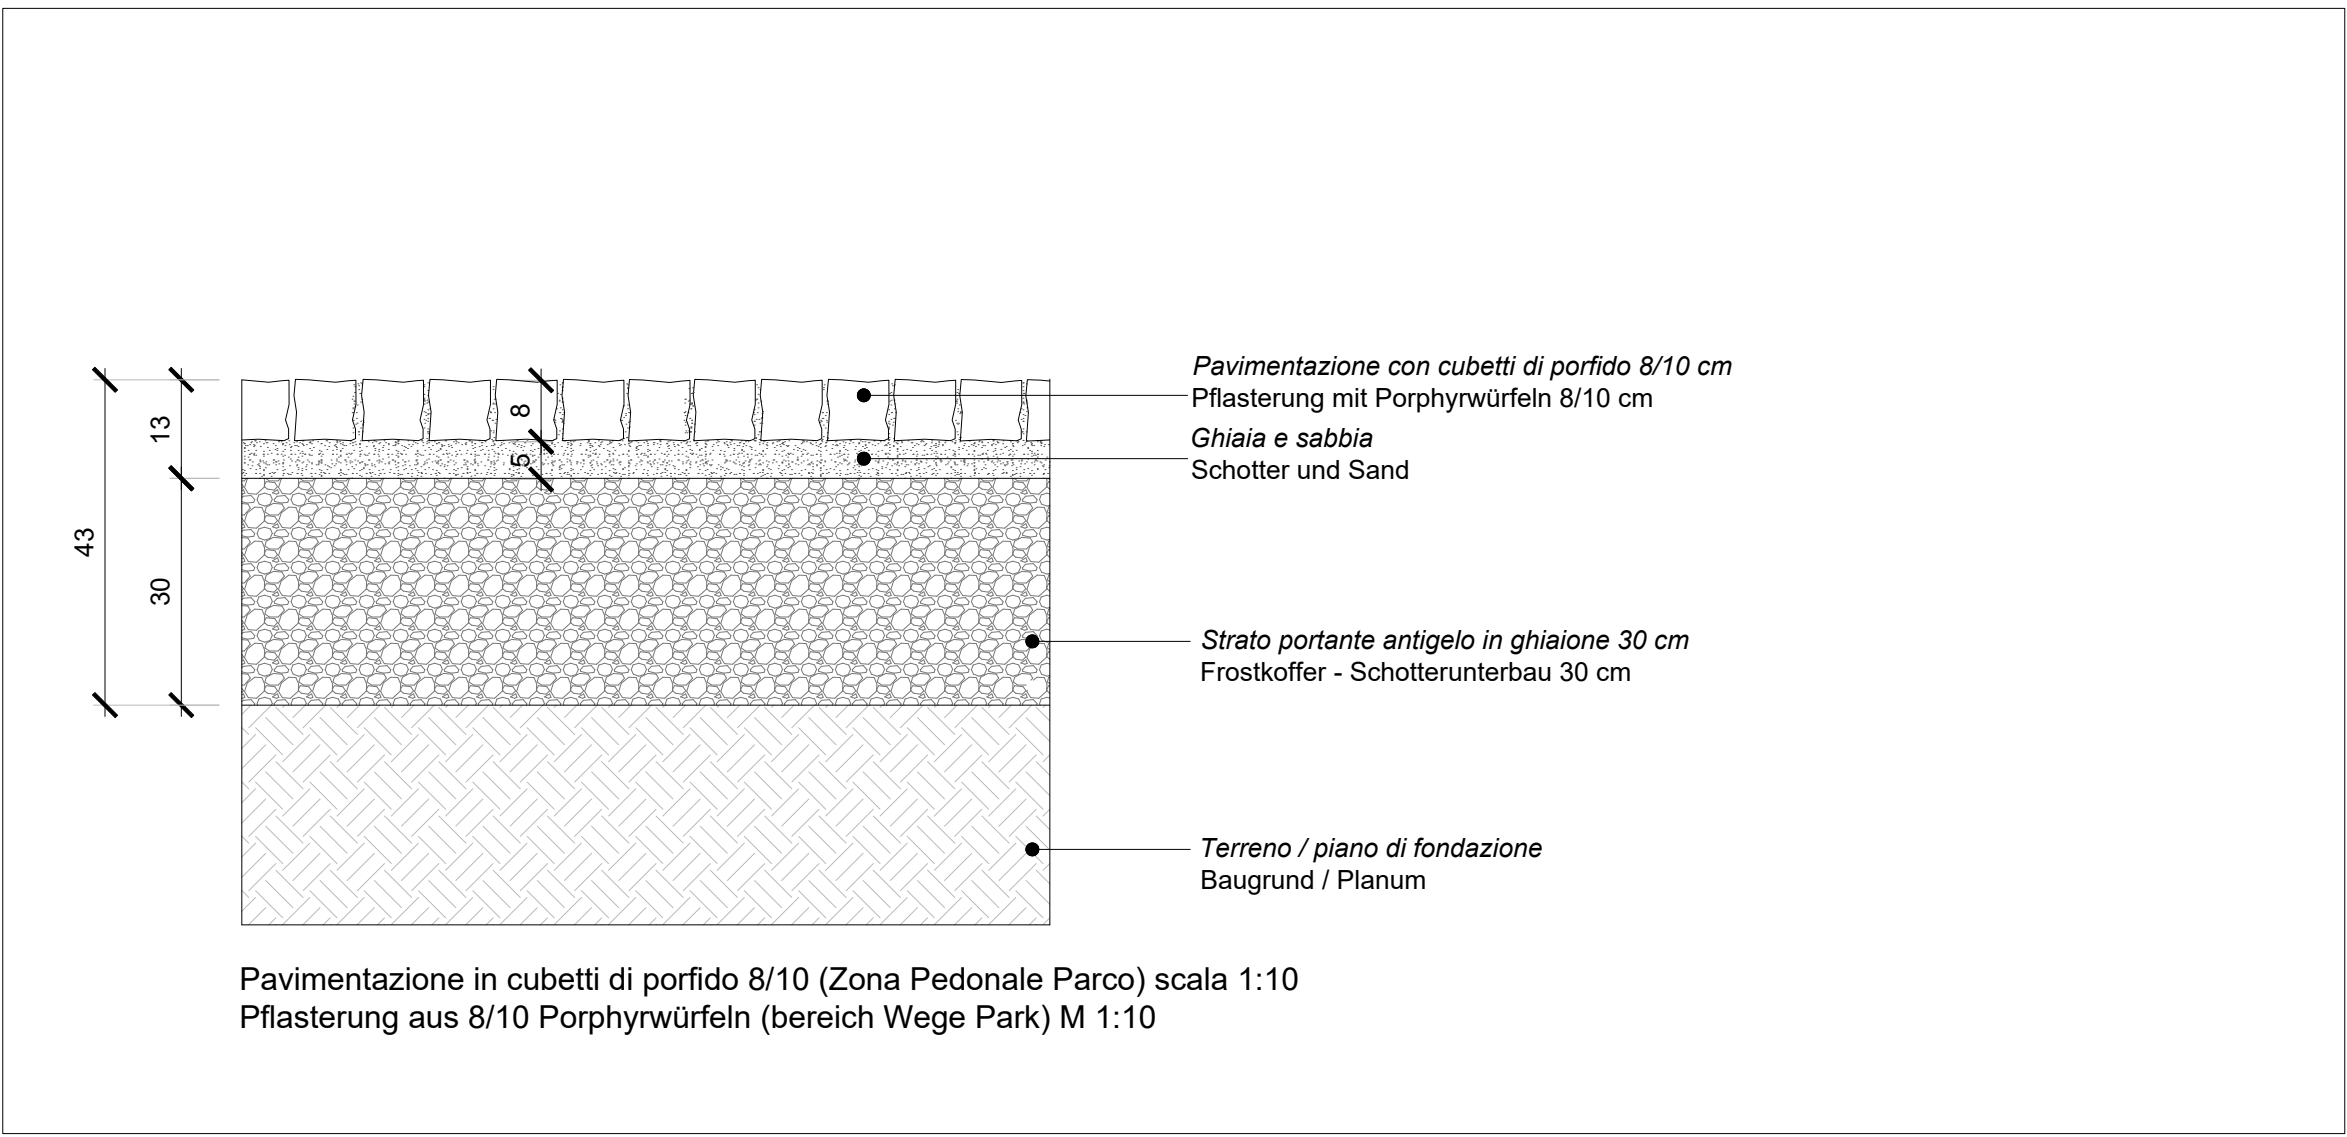 Pavimentazione con cubetti di porfido 8/10 cm
Pflasterung mit Porphyrwürfeln 8/10 cm
Ghiaia e sabbia
Schotter und Sand
13
8
5
43
30
Strato portante antigelo in ghiaione 30 cm
Frostkoffer - Schotterunterbau 30 cm
Terreno / piano di fondazione
Baugrund / Planum
Pavimentazione in cubetti di porfido 8/10 (Zona Pedonale Parco) scala 1:10
Pflasterung aus 8/10 Porphyrwürfeln (bereich Wege Park) M 1:10